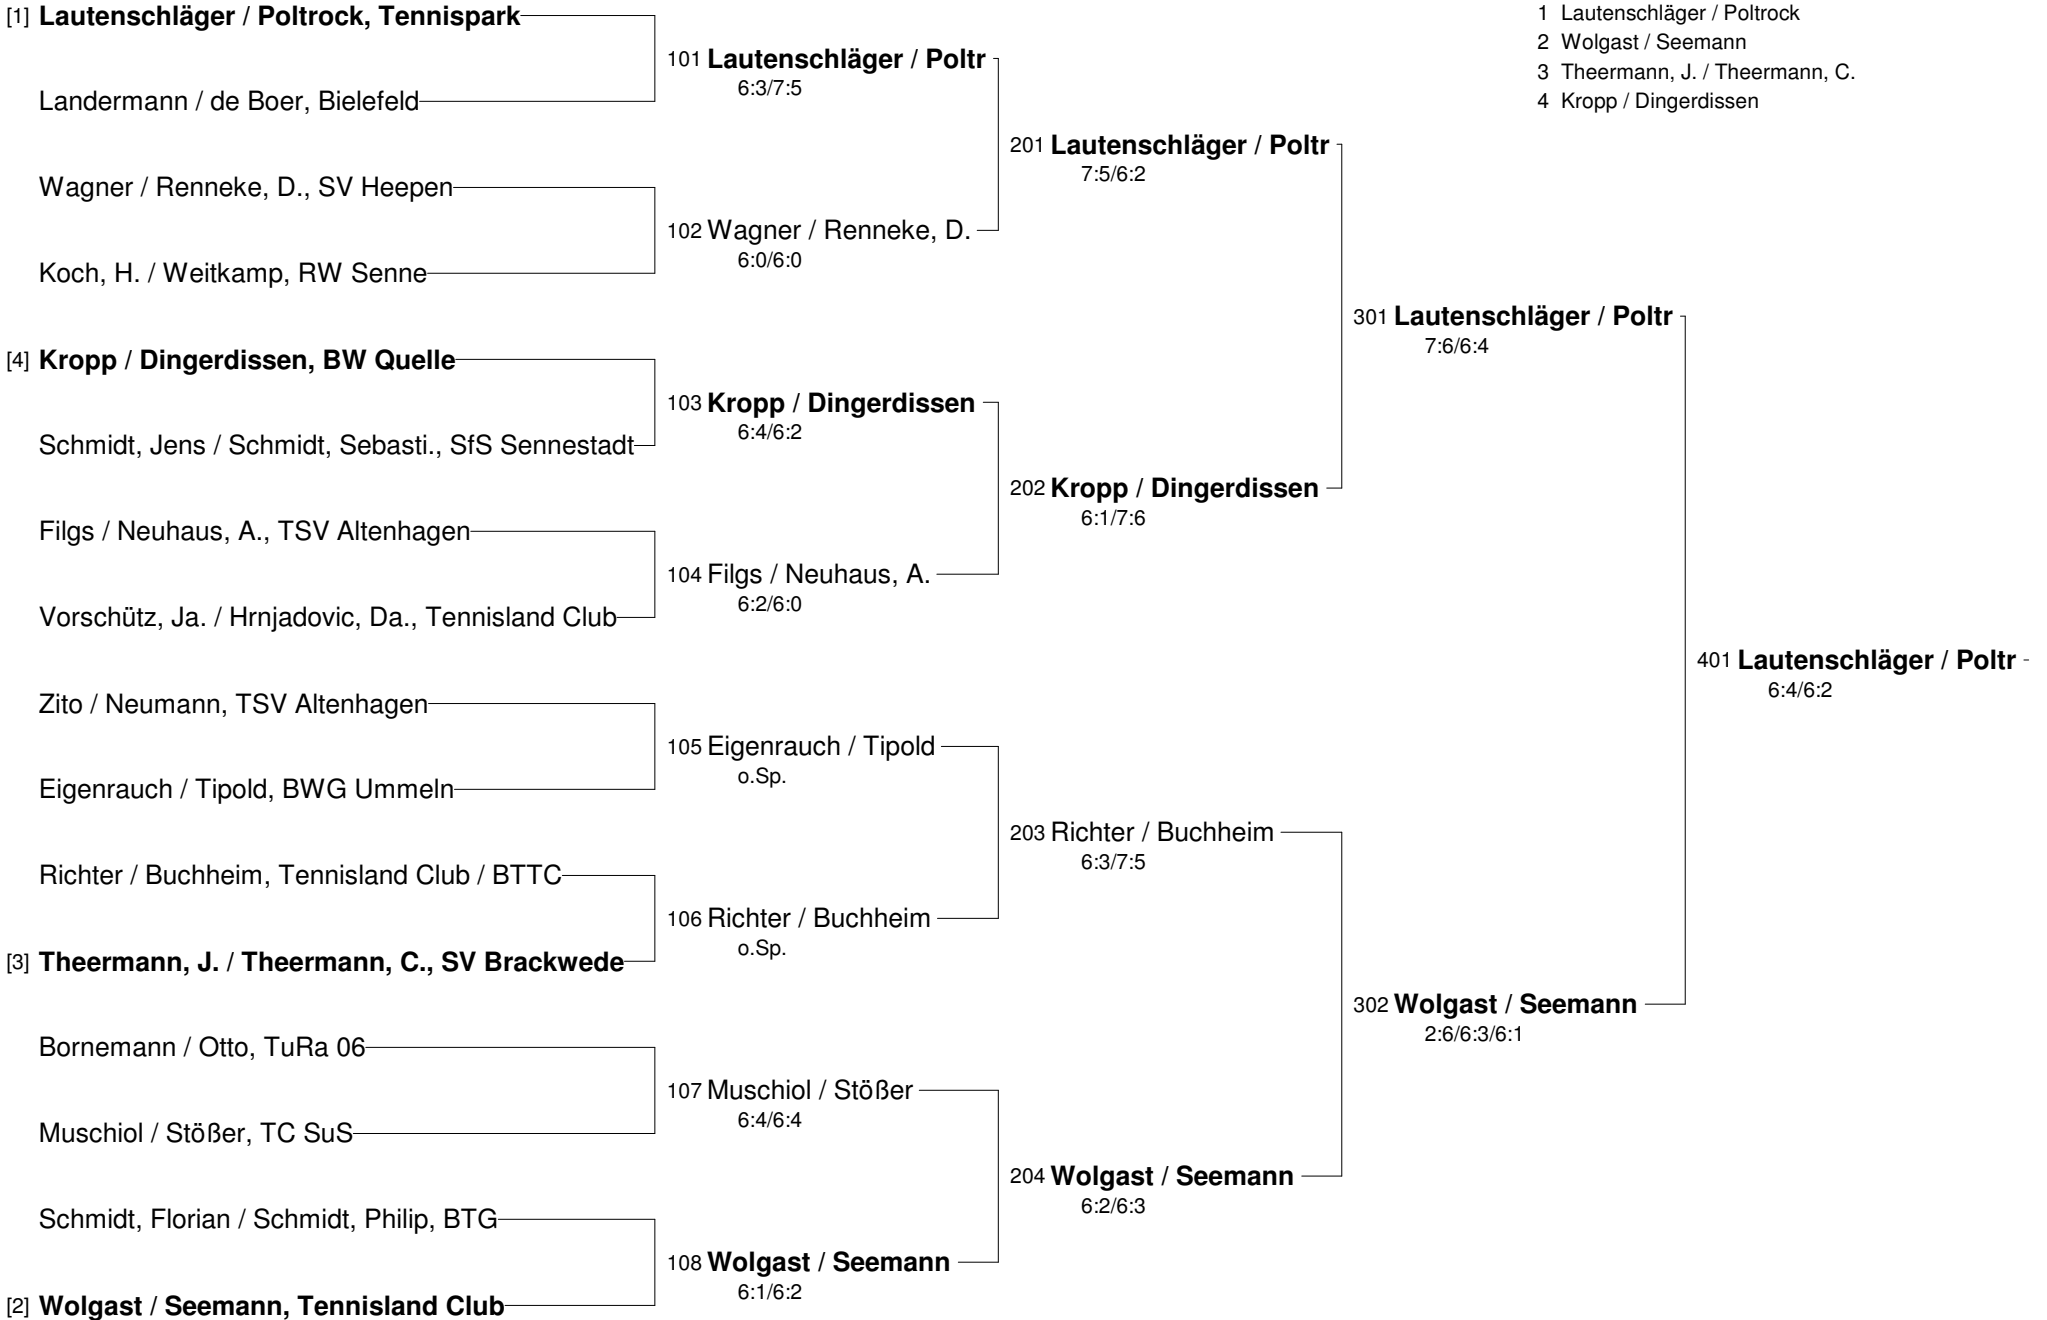 [1] Lautenschläger / Poltrock, Tennispark
Landermann / de Boer, Bielefeld
Wagner / Renneke, D., SV Heepen
Koch, H. / Weitkamp, RW Senne
[4] Kropp / Dingerdissen, BW Quelle
Schmidt, Jens / Schmidt, Sebasti., SfS Sennestadt
Filgs / Neuhaus, A., TSV Altenhagen
Vorschütz, Ja. / Hrnjadovic, Da., Tennisland Club
Zito / Neumann, TSV Altenhagen
Eigenrauch / Tipold, BWG Ummeln
Richter / Buchheim, Tennisland Club / BTTC
[3] Theermann, J. / Theermann, C., SV Brackwede
Bornemann / Otto, TuRa 06
Muschiol / Stößer, TC SuS
Schmidt, Florian / Schmidt, Philip, BTG
[2] Wolgast / Seemann, Tennisland Club
101 Lautenschläger / Poltr
6:3/7:5
102 Wagner / Renneke, D.
6:0/6:0
103 Kropp / Dingerdissen
6:4/6:2
104 Filgs / Neuhaus, A.
6:2/6:0
105 Eigenrauch / Tipold
o.Sp.
106 Richter / Buchheim
o.Sp.
107 Muschiol / Stößer
6:4/6:4
108 Wolgast / Seemann
6:1/6:2
201 Lautenschläger / Poltr
7:5/6:2
202 Kropp / Dingerdissen
6:1/7:6
203 Richter / Buchheim
6:3/7:5
204 Wolgast / Seemann
6:2/6:3
301 Lautenschläger / Poltr
7:6/6:4
302 Wolgast / Seemann
2:6/6:3/6:1
401 Lautenschläger / Poltr
6:4/6:2
1 Lautenschläger / Poltrock
2 Wolgast / Seemann
3 Theermann, J. / Theermann, C.
4 Kropp / Dingerdissen